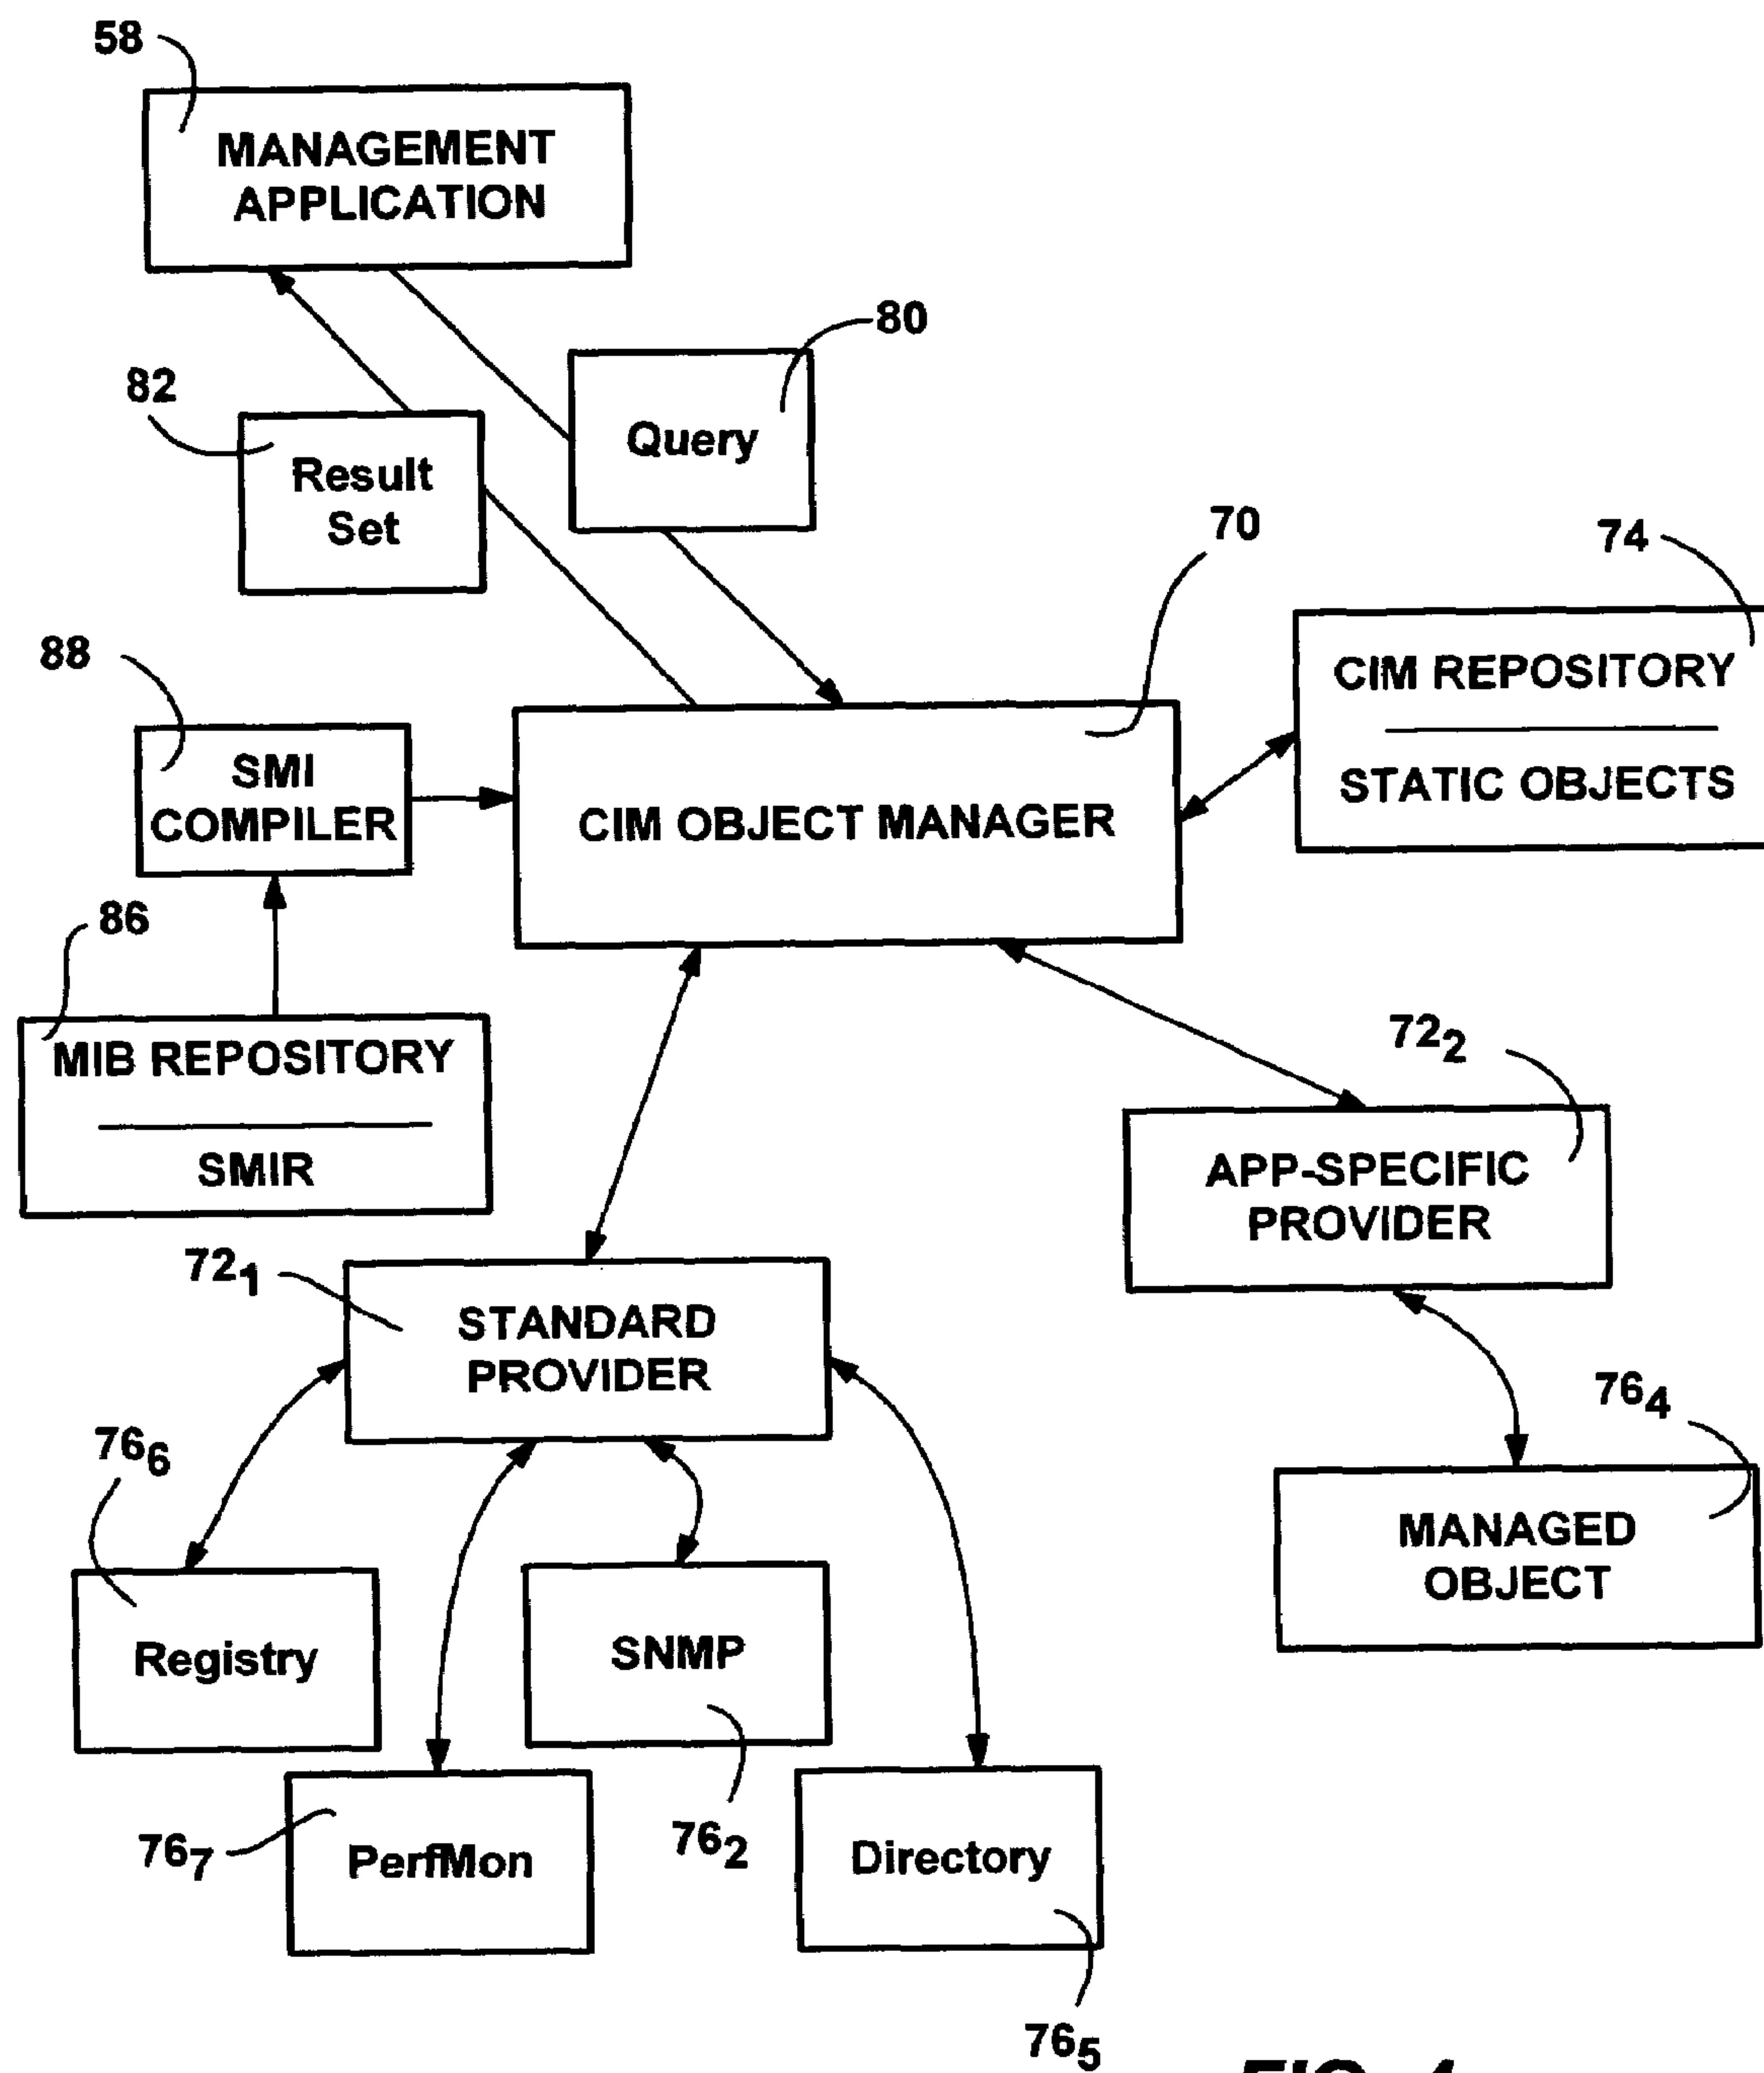 58
MANAGEMENT
APPLICATION
80
Query
82
Result
Set
70
74
CIM REPOSITORY
STATIC OBJECTS
88
SMI
COMPILER
CIM OBJECT MANAGER
86
MIB REPOSITORY
SMIR
72₂
APP-SPECIFIC
PROVIDER
72₁
STANDARD
PROVIDER
76₄
MANAGED
OBJECT
76₆
Registry
SNMP
76₂
76₇
PerfMon
Directory
76₅